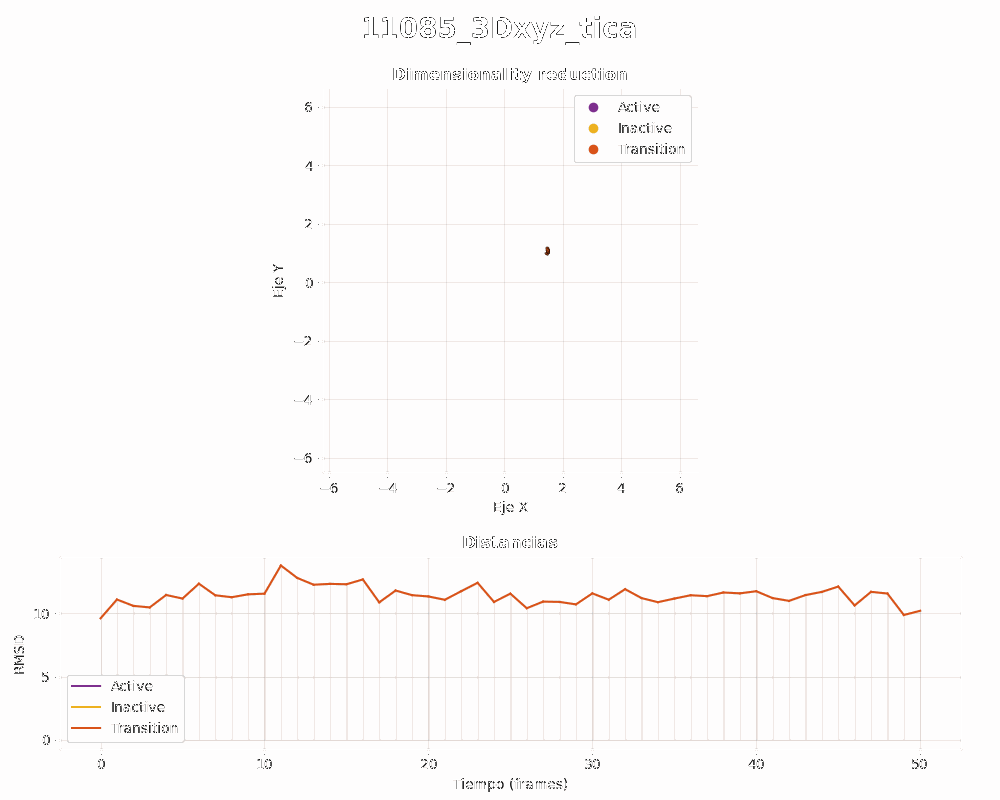 11085_3Dxyz_tica
Dimensionality reduction
Active
Inactive
Transition
6
4
2
0
−2
−4
−6
Eje Y
−6 −4 −2 0 2 4 6
Eje X
Distancias
10
5
0
RMSD
Active
Inactive
Transition
0 10 20 30 40 50
Tiempo (frames)